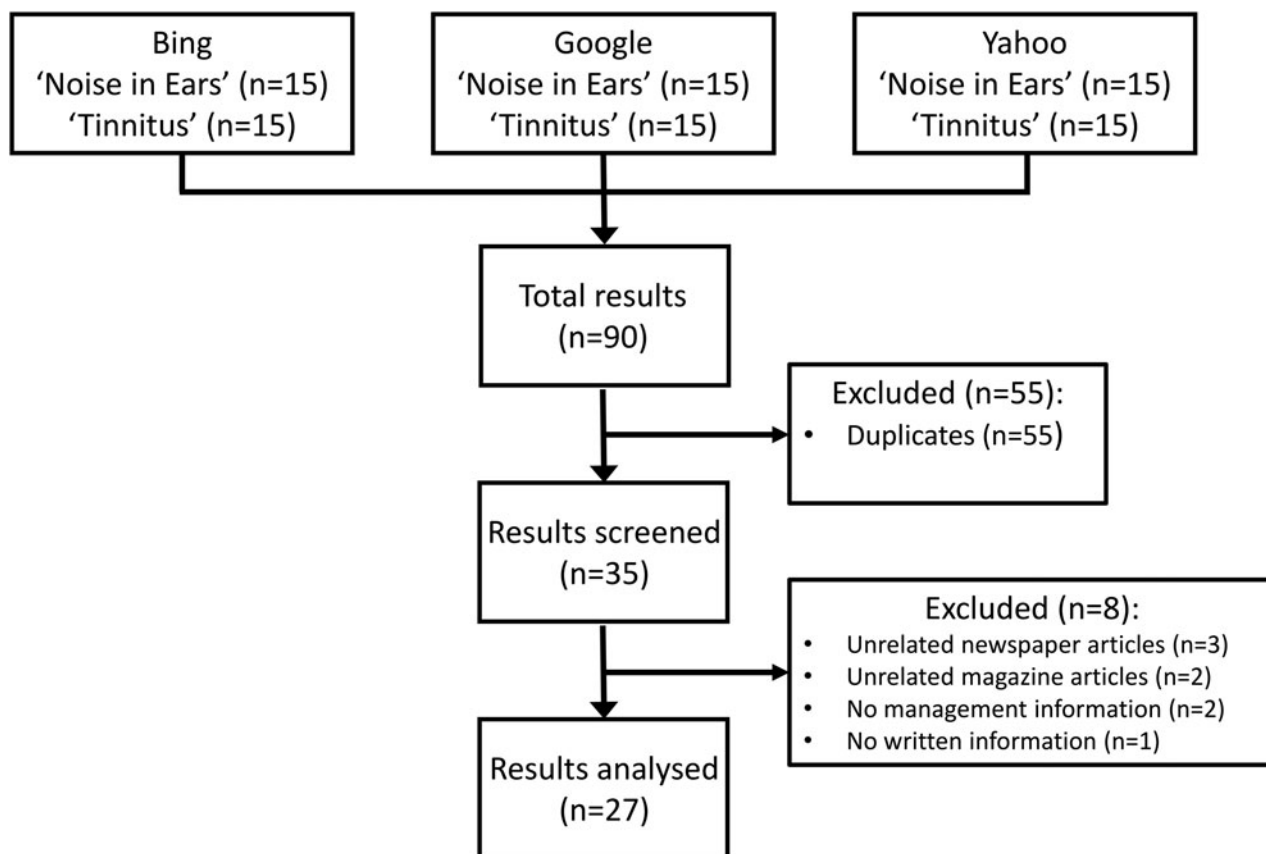 Bing
‘Noise in Ears’ (n=15)
‘Tinnitus’ (n=15)
Google
‘Noise in Ears’ (n=15)
‘Tinnitus’ (n=15)
Yahoo
‘Noise in Ears’ (n=15)
‘Tinnitus’ (n=15)
Total results
(n=90)
Excluded (n=55):
• Duplicates (n=55)
Results screened
(n=35)
Excluded (n=8):
• Unrelated newspaper articles (n=3)
• Unrelated magazine articles (n=2)
• No management information (n=2)
• No written information (n=1)
Results analysed
(n=27)